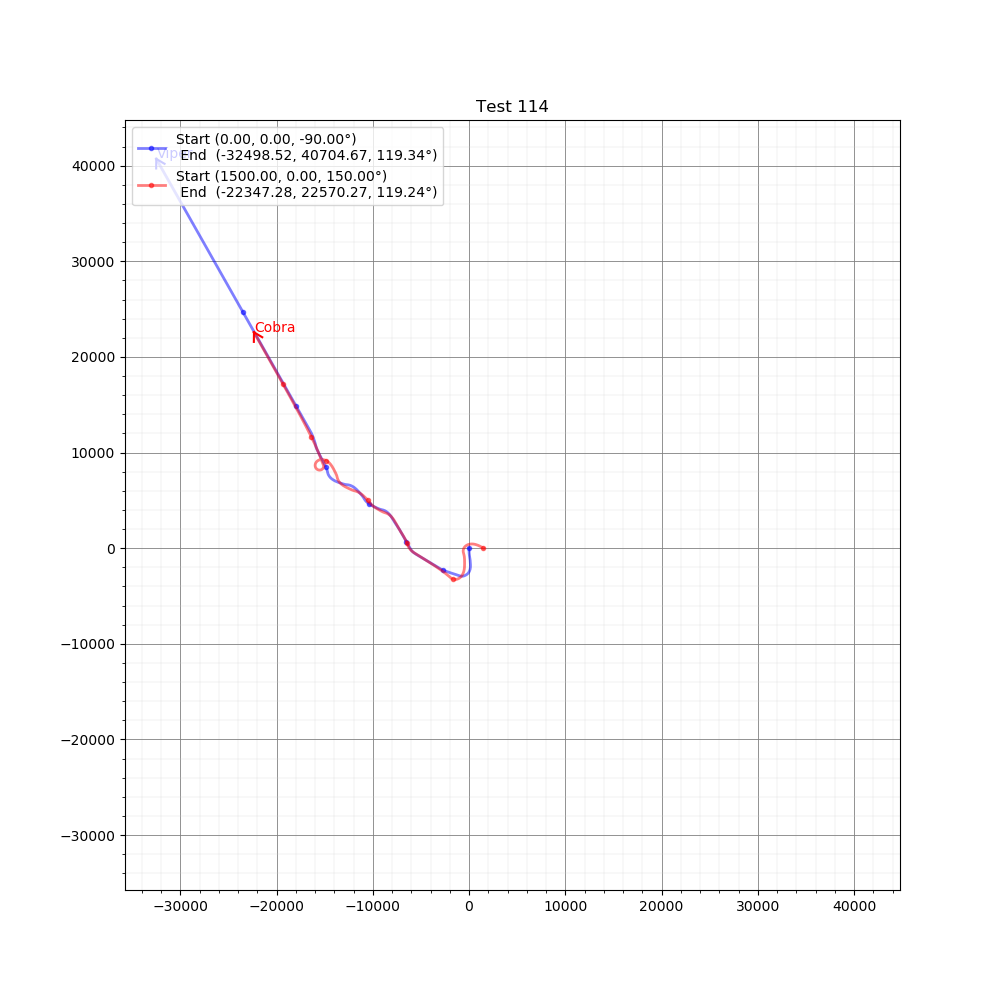 Test 114
Start (0.00, 0.00, -90.00°)
End (-32498.52, 40704.67, 119.34°)
Start (1500.00, 0.00, 150.00°)
End (-22347.28, 22570.27, 119.24°)
Viper
Cobra
40000
30000
20000
10000
0
−10000
−20000
−30000
−30000 −20000 −10000 0 10000 20000 30000 40000